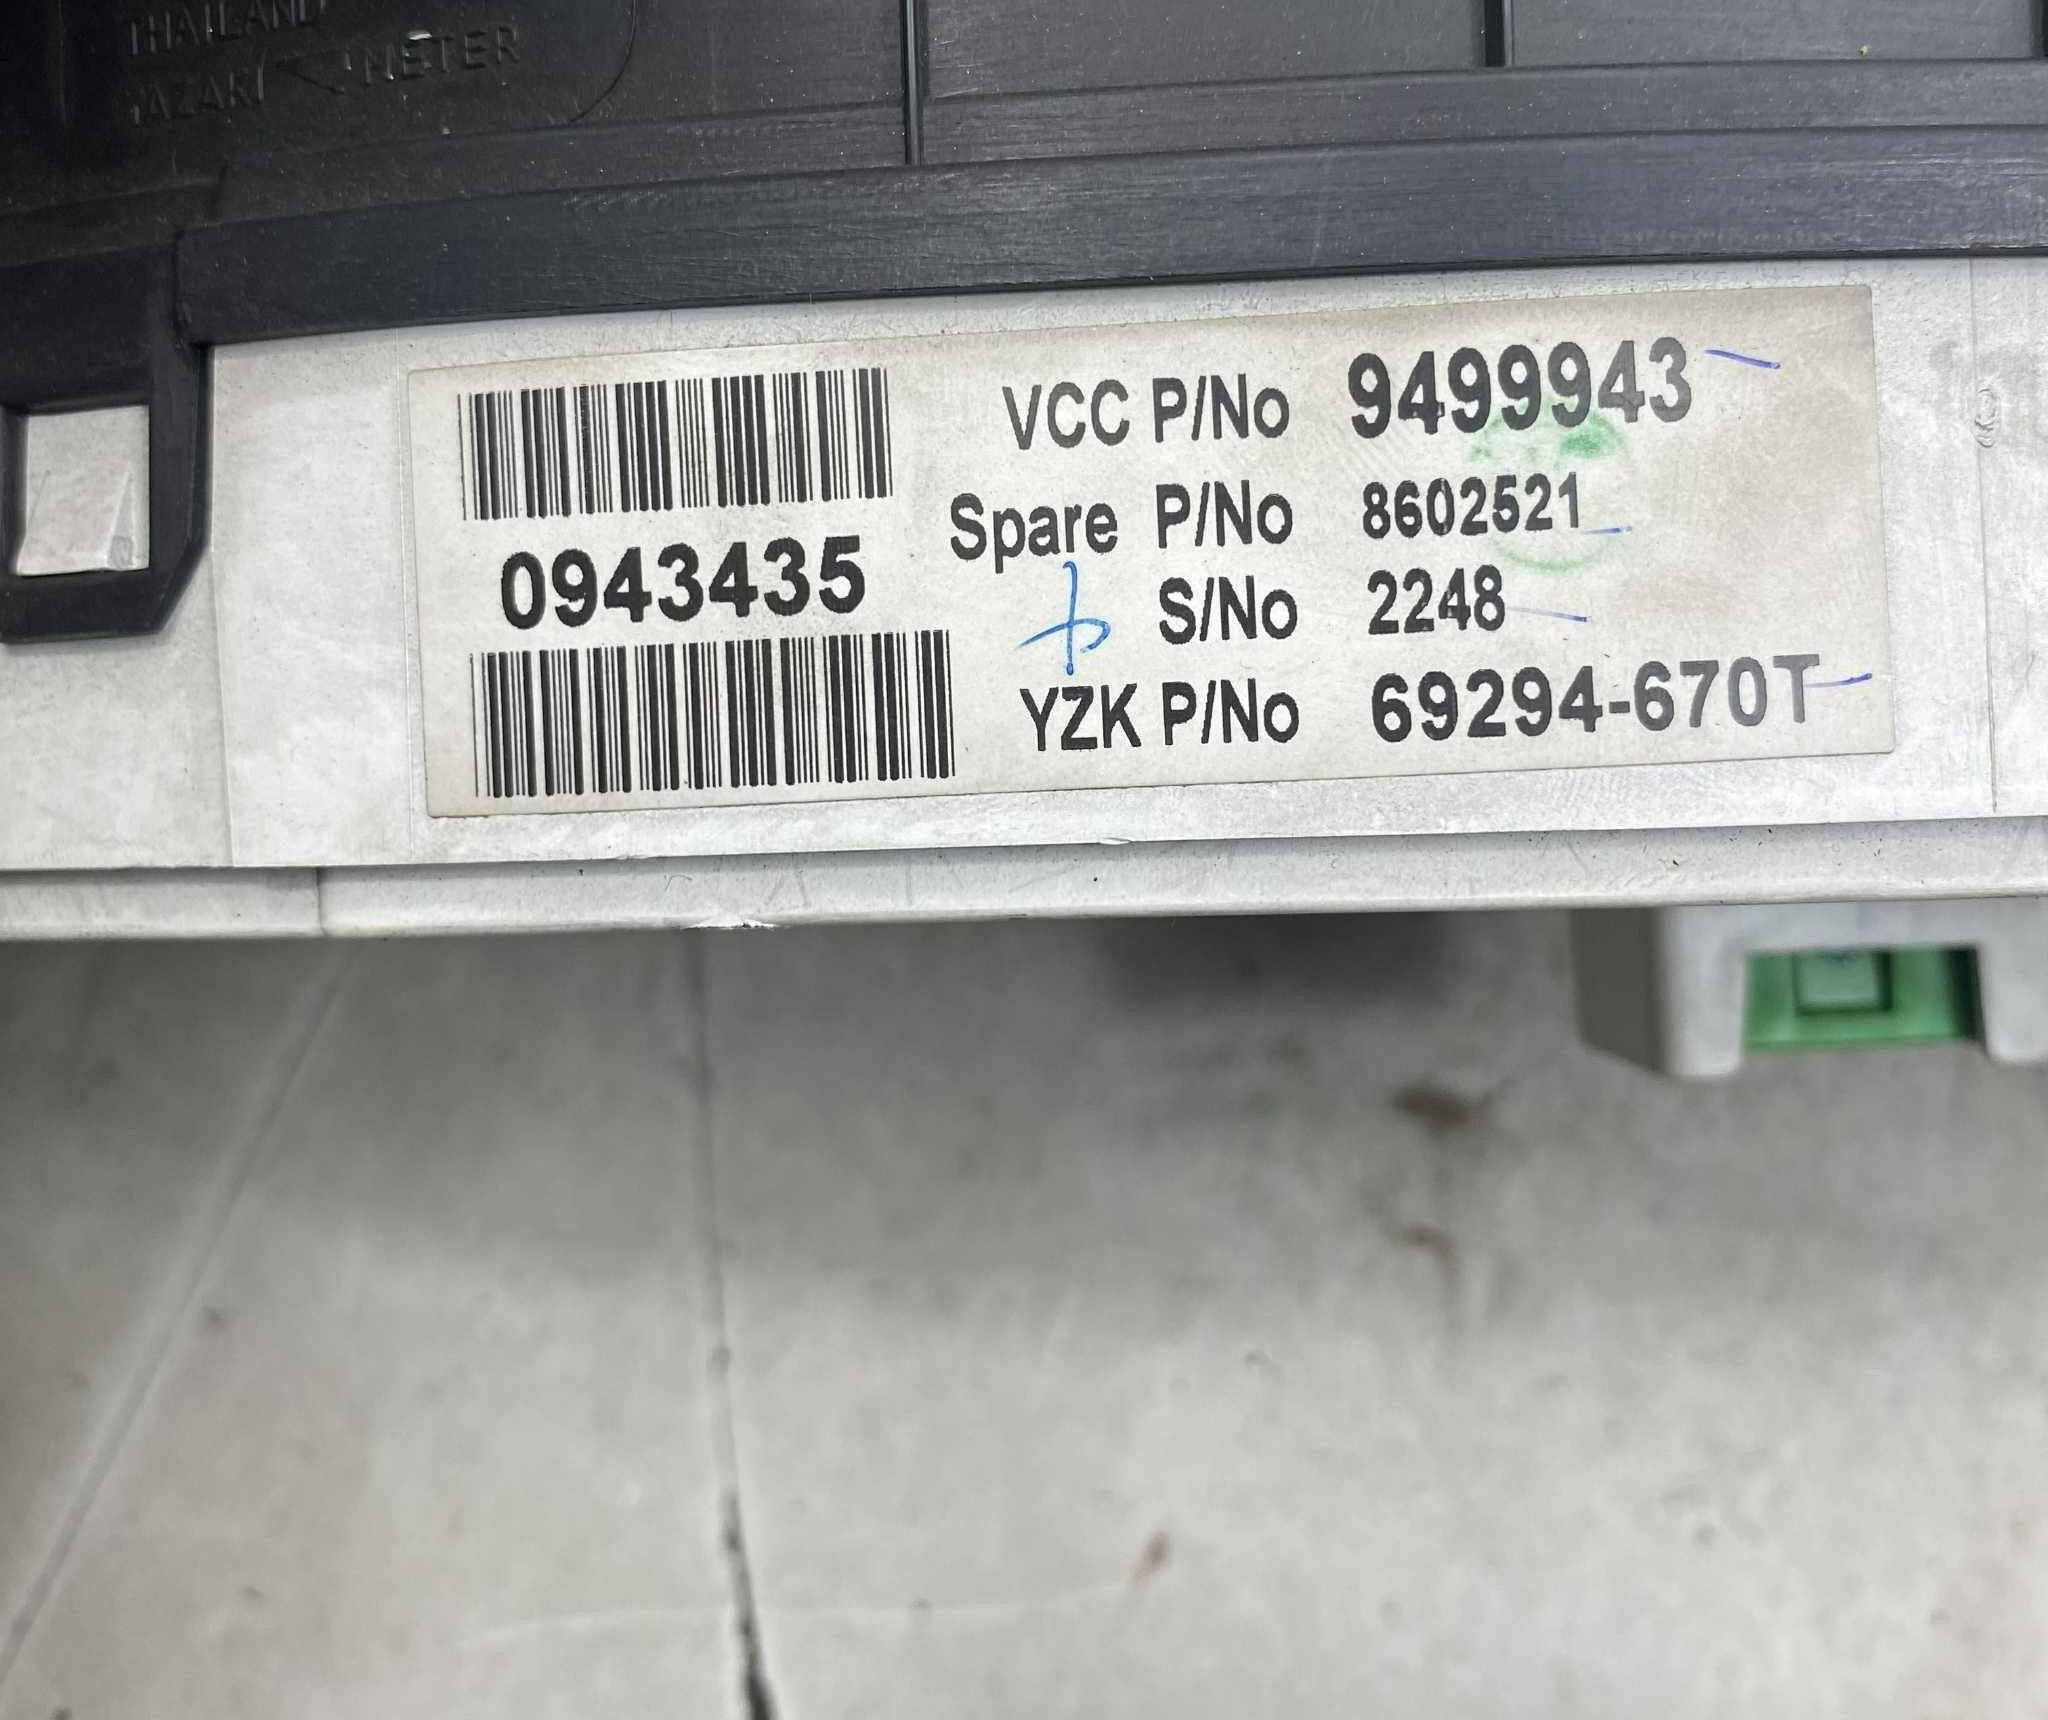 THAILAND
METER
VCC P/No 9499943
Spare P/No 8602521
0943435
S/No 2248
YZK P/No 69294-670T